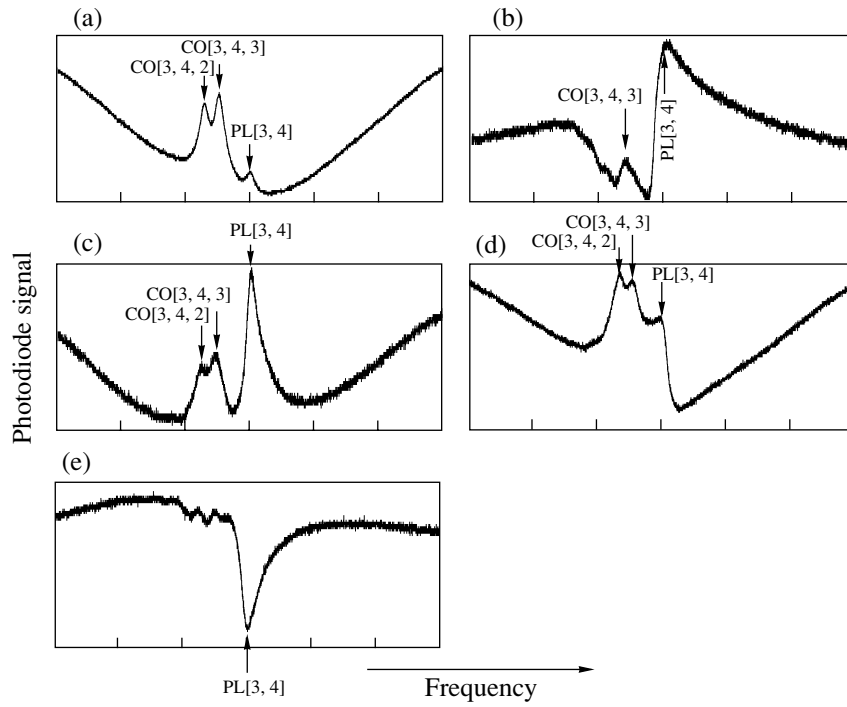 (a)
CO[3, 4, 3]
CO[3, 4, 2]
PL[3, 4]
(b)
CO[3, 4, 3]
PL[3, 4]
(c)
PL[3, 4]
CO[3, 4, 3]
CO[3, 4, 2]
(d)
CO[3, 4, 3]
CO[3, 4, 2]
PL[3, 4]
Photodiode signal
(e)
PL[3, 4]
Frequency